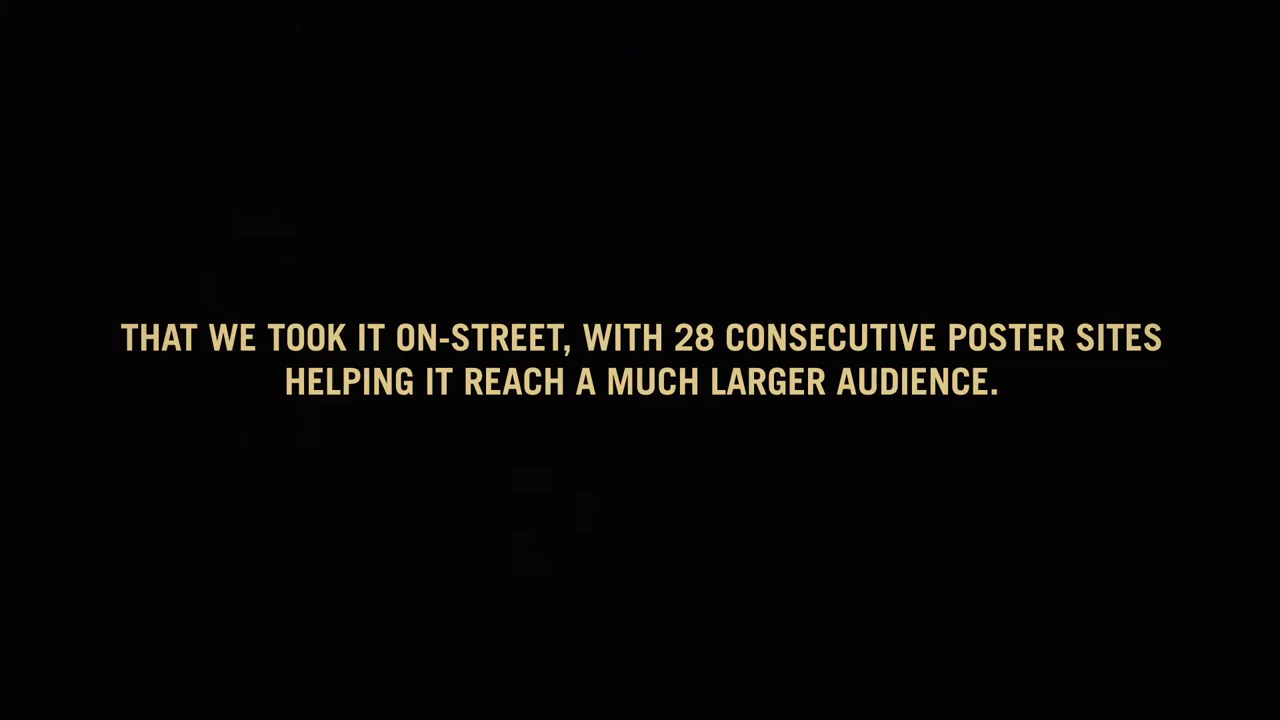 THAT WE TOOK IT ON-STREET, WITH 28 CONSECUTIVE POSTER SITES
HELPING IT REACH A MUCH LARGER AUDIENCE.